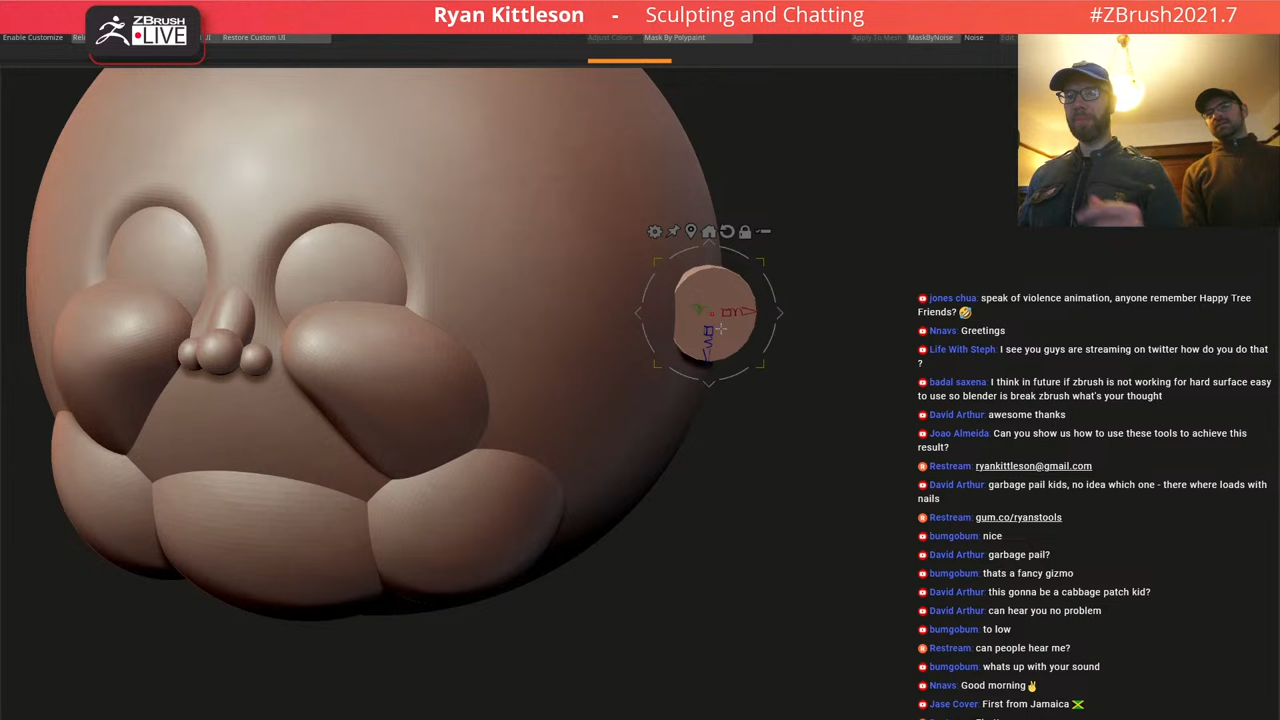 Ryan Kittleson - Sculpting and Chatting #ZBrush2021.7
ZBRUSH
LIVE
Enable Customize UI Restore Custom UI Adjust Colors Mask By Polypaint Apply To Mesh MaskByNoise Noise Edit
jones chua: speak of violence animation, anyone remember Happy Tree
Friends? 🤣
Nnavs: Greetings
Life With Steph: I see you guys are streaming on twitter how do you do that
?
badal saxena: I think in future if zbrush is not working for hard surface easy
to use so blender is break zbrush what's your thought
David Arthur: awesome thanks
Joao Almeida: Can you show us how to use these tools to achieve this
result?
Restream: ryankittleson@gmail.com
David Arthur: garbage pail kids, no idea which one - there where loads with
nails
Restream: gum.co/ryanstools
bumgobum: nice
David Arthur: garbage pail?
bumgobum: thats a fancy gizmo
David Arthur: this gonna be a cabbage patch kid?
David Arthur: can hear you no problem
bumgobum: to low
Restream: can people hear me?
bumgobum: whats up with your sound
Nnavs: Good morning✌
Jase Cover: First from Jamaica 🇯🇲